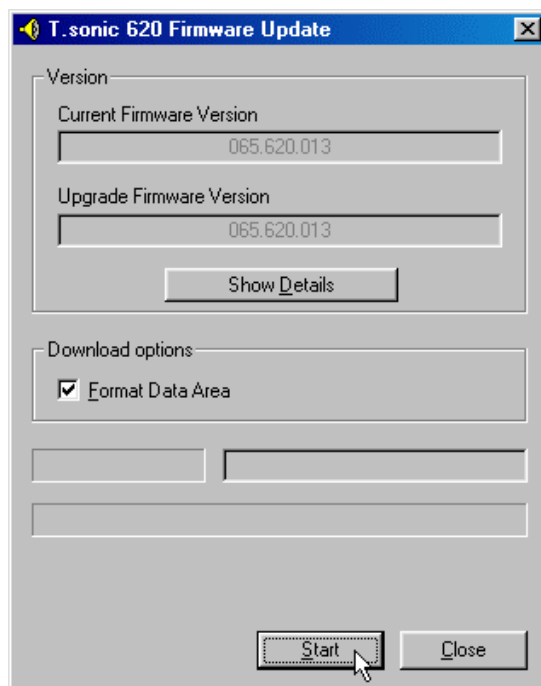 T.sonic 620 Firmware Update
Version
Current Firmware Version
065.620.013
Upgrade Firmware Version
065.620.013
Show Details
Download options
Format Data Area
Start Close